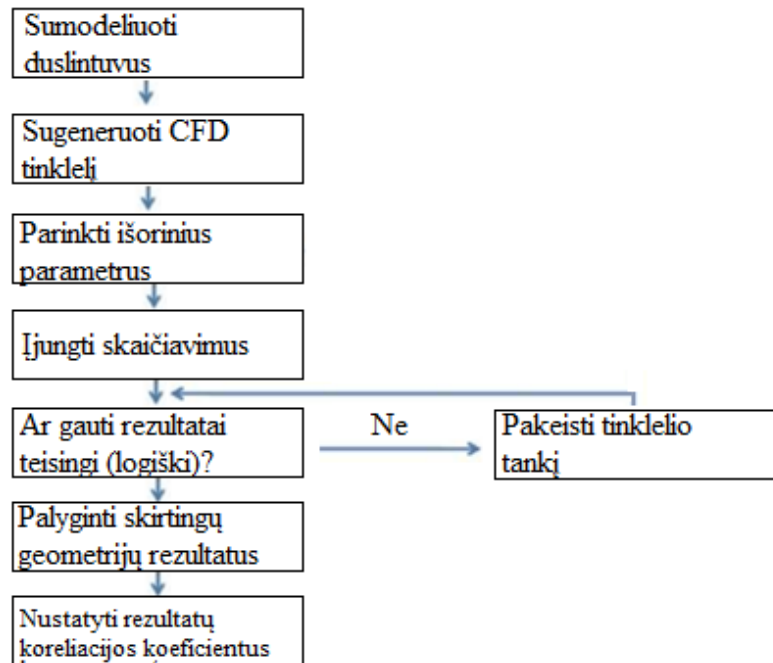 Sumodeliuoti
duslintuvus
Sugeneruoti CFD
tinklelį
Parinkti išorinius
parametrus
Įjungti skaičiavimus
Ar gauti rezultatai
teisingi (logiški)?
Ne
Pakeisti tinklelio
tankį
Palyginti skirtingų
geometrijų rezultatus
Nustatyti rezultatų
koreliacijos koeficientus